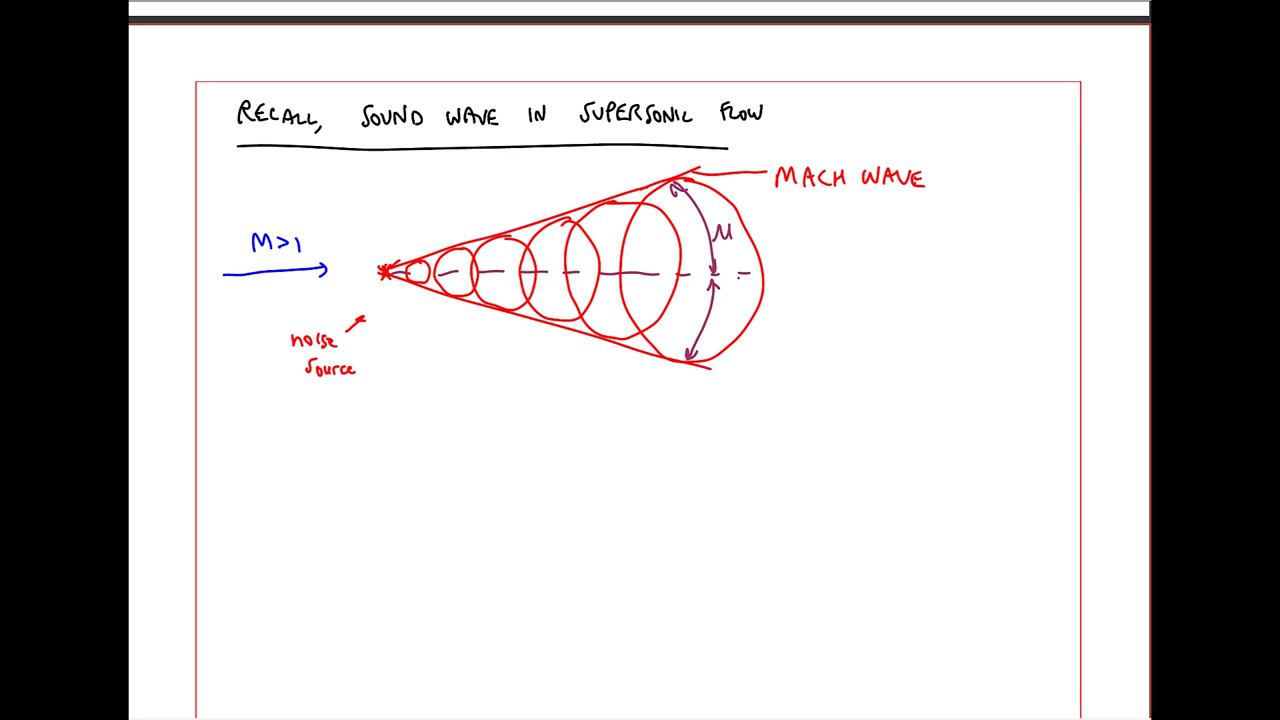 RECALL, SOUND WAVE IN SUPERSONIC FLOW
MACH WAVE
M>1
μ
noise
source